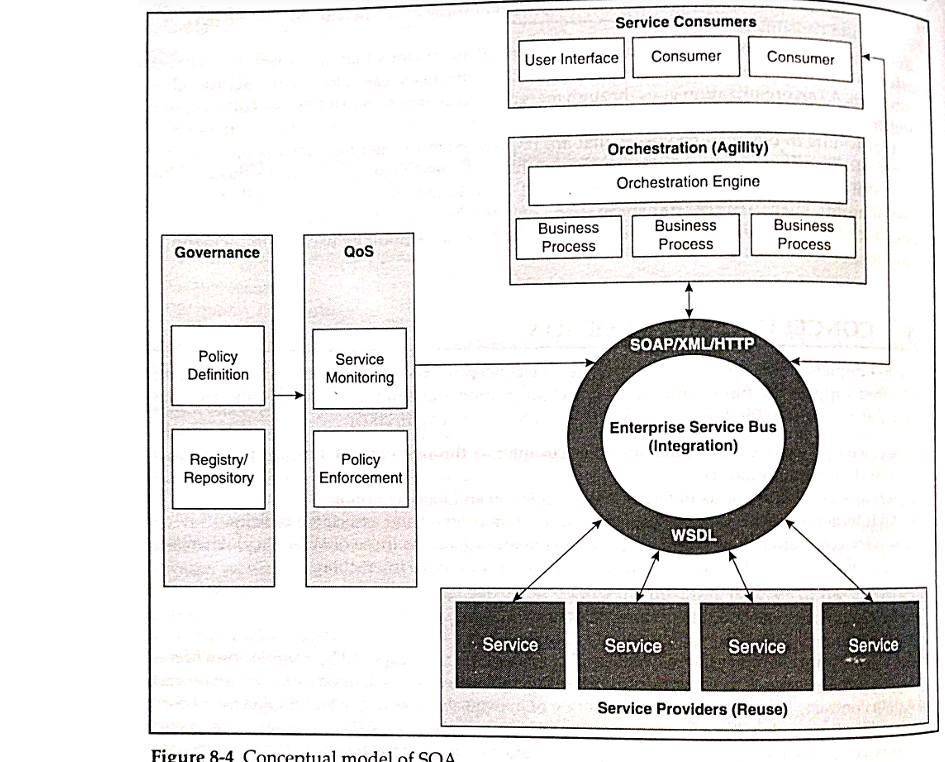 Service Consumers
User Interface
Consumer
Consumer
Orchestration (Agility)
Orchestration Engine
Business
Process
Business
Process
Business
Process
Governance
Policy
Definition
Registry/
Repository
QoS
Service
Monitoring
Policy
Enforcement
SOAP/XML/HTTP
Enterprise Service Bus
(Integration)
WSDL
Service
Service
Service
Service
Service Providers (Reuse)
Figure 8-4 Conceptual model of SOA